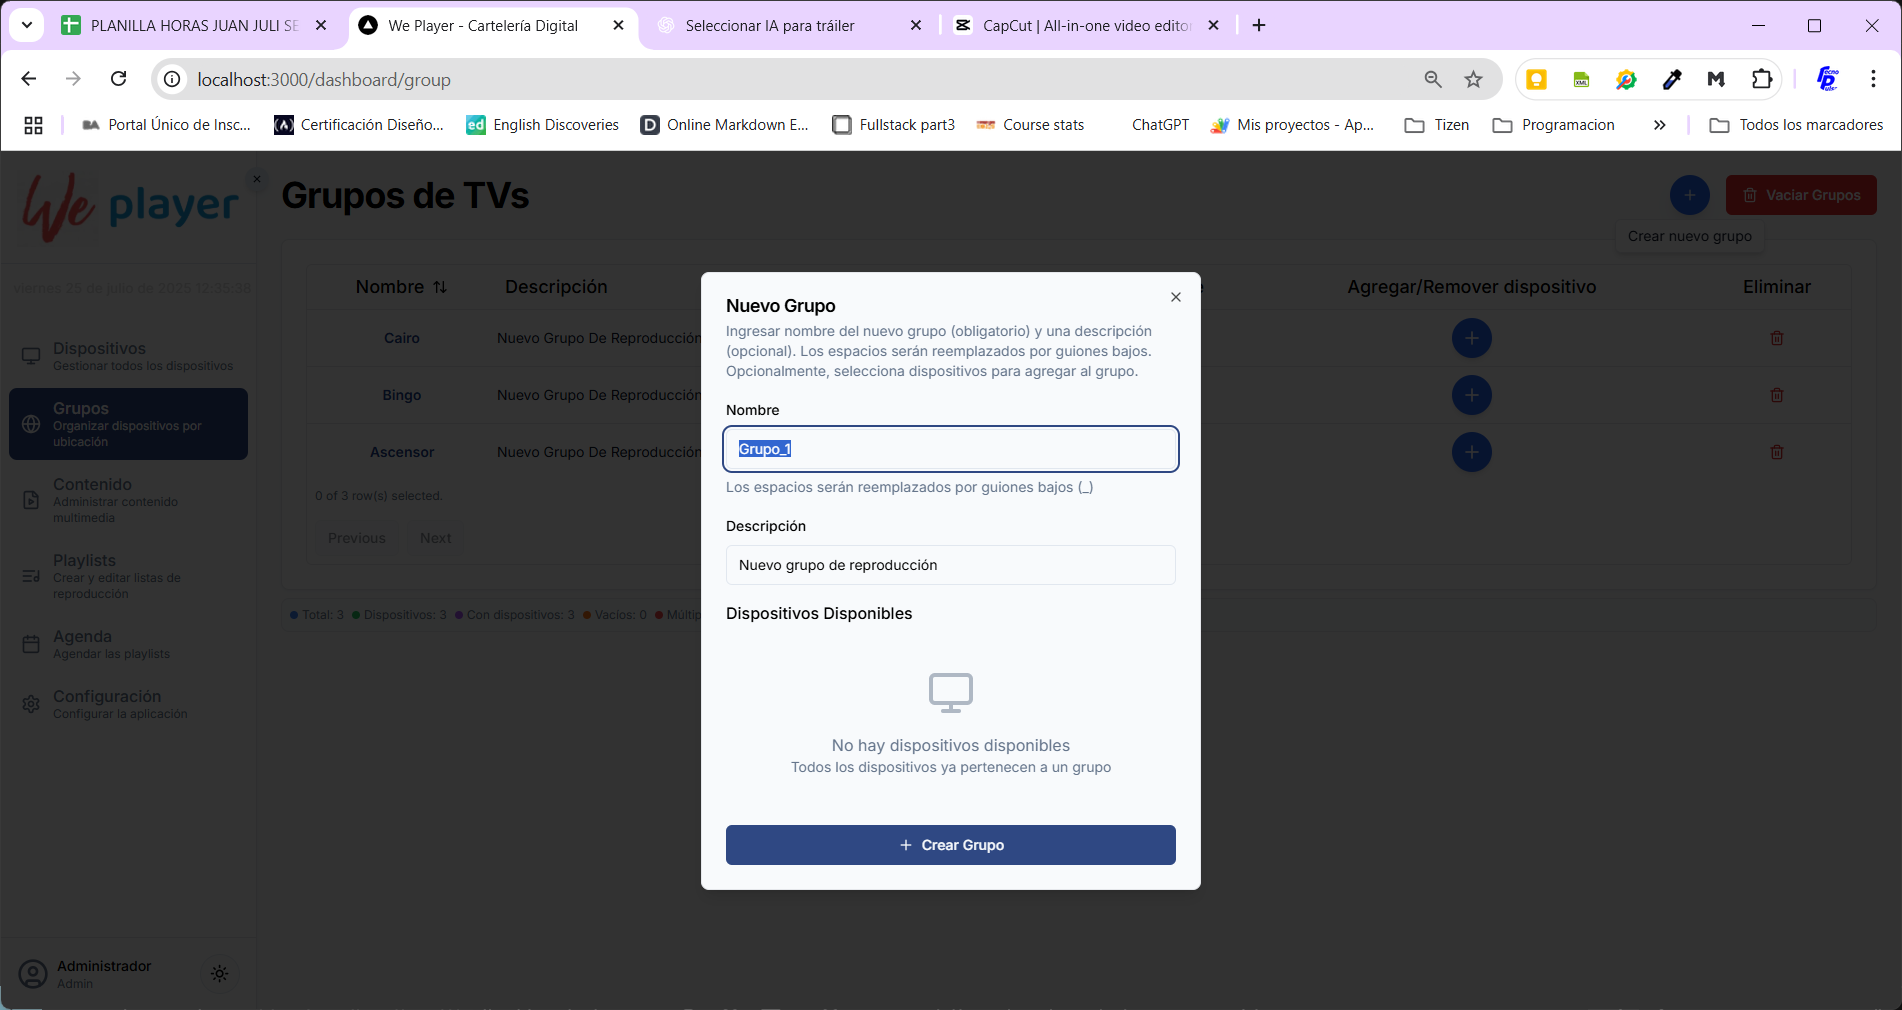 PLANILLA HORAS JUAN JULI SE
We Player - Cartelería Digital
Seleccionar IA para tráiler
CapCut | All-in-one video editor
localhost:3000/dashboard/group
Portal Único de Insc...
Certificación Diseño...
English Discoveries
Online Markdown E...
Fullstack part3
Course stats
ChatGPT
Mis proyectos - Ap...
Tizen
Programacion
Todos los marcadores
We player
viernes 25 de julio de 2025 12:35:38
Dispositivos
Gestionar todos los dispositivos
Grupos
Organizar dispositivos por
ubicación
Contenido
Administrar contenido
multimedia
Playlists
Crear y editar listas de
reproducción
Agenda
Agendar las playlists
Configuración
Configurar la aplicación
Administrador
Admin
Grupos de TVs
Vaciar Grupos
Crear nuevo grupo
Nombre Descripción Agregar/Remover dispositivo Eliminar
Cairo Nuevo Grupo De Reproducción
Bingo Nuevo Grupo De Reproducción
Ascensor Nuevo Grupo De Reproducción
0 of 3 row(s) selected.
Previous Next
Total: 3 Dispositivos: 3 Con dispositivos: 3 Vacíos: 0 Múltip
Nuevo Grupo
Ingresar nombre del nuevo grupo (obligatorio) y una descripción
(opcional). Los espacios serán reemplazados por guiones bajos.
Opcionalmente, selecciona dispositivos para agregar al grupo.
Nombre
Grupo_1
Los espacios serán reemplazados por guiones bajos (_)
Descripción
Nuevo grupo de reproducción
Dispositivos Disponibles
No hay dispositivos disponibles
Todos los dispositivos ya pertenecen a un grupo
+ Crear Grupo